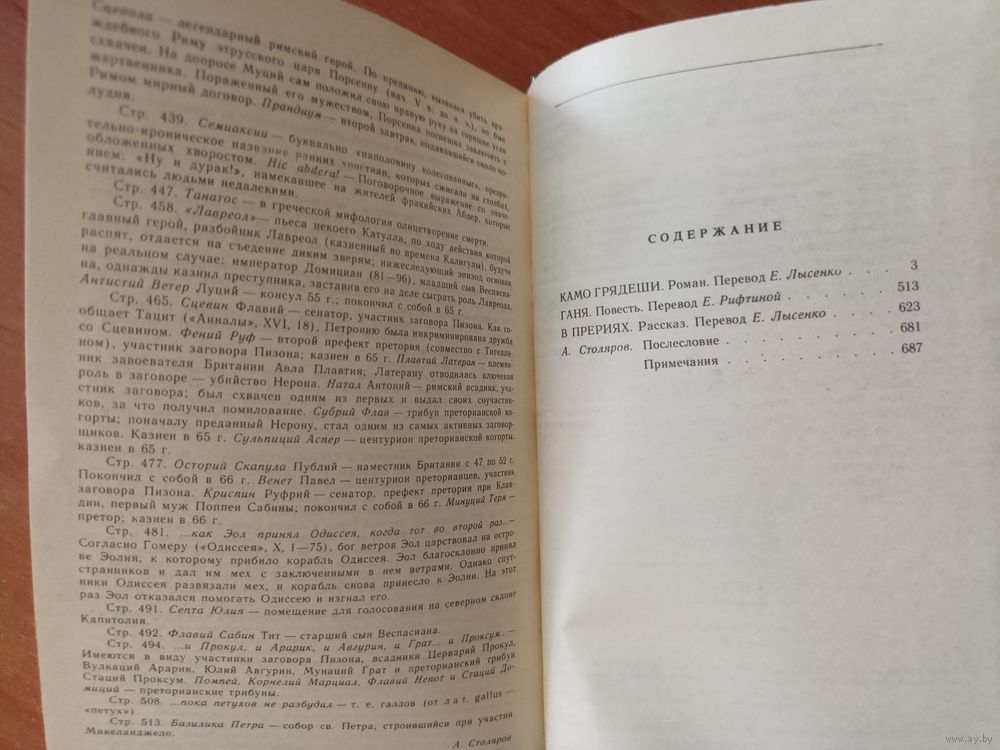 Сцевола — легендарный римский герой. По преданию, вызвался убить вра-
ждебного Риму этрусского царя Порсенну (нач. V в. до н. э.), но был
схвачен. На допросе Муций сам положил свою правую руку на горящие угли
жертвенника. Пораженный его мужеством, Порсенна поспешил заключить с
Римом мирный договор. Прандиум — второй завтрак, подававшийся около по-
лудня.
Стр. 439. Семиаксии — буквально «наполовину колесованные», презри-
тельно-ироническое название ранних христиан, которых сжигали на столбах,
обложенных хворостом. Hic abdera! — Поговорочное выражение со значе-
нием: «Ну и дурак!», намекавшее на жителей фракийских Абдер, которые
считались людьми недалекими.
Стр. 447. Танатос — в греческой мифологии олицетворение смерти.
Стр. 458. «Лавреол» — пьеса некоего Катулла, по ходу действия которой
главный герой, разбойник Лавреол (казненный во времена Калигулы), будучи
распят, отдается на съедение диким зверям; нижеследующий эпизод основан
на реальном случае: император Домициан (81—96), младший сын Веспасиа-
на, однажды казнил преступника, заставив его на деле сыграть роль Лавреола.
Антистий Ветер Луций — консул 55 г.; покончил с собой в 65 г.
Стр. 465. Сцевин Флавий — сенатор, участник заговора Пизона. Как со-
общает Тацит («Анналы», XVI, 18), Петронию была инкриминирована дружба
со Сцевином. Фений Руф — второй префект претория (совместно с Тигелли-
ном), участник заговора Пизона; казнен в 65 г. Плавтий Латеран — племян-
ник завоевателя Британии Авла Плавтия; Латерану отводилась ключевая
роль в заговоре — убийство Нерона. Натал Антоний — римский всадник, уча-
стник заговора; был схвачен одним из первых и выдал своих соучастни-
ков, за что получил помилование. Субрий Флав — трибун преторианской ко-
горты; поначалу преданный Нерону, стал одним из самых активных заговор-
щиков. Казнен в 65 г. Сульпиций Аспер — центурион преторианской когорты,
казнен в 65 г.
Стр. 477. Осторий Скапула Публий — наместник Британии с 47 по 52 г.
Покончил с собой в 66 г. Венет Павел — центурион преторианцев, участник
заговора Пизона. Криспин Руфрий — сенатор, префект претория при Клав-
дии, первый муж Поппеи Сабины; покончил с собой в 66 г. Минуций Терм —
претор; казнен в 66 г.
Стр. 481. ...как Эол принял Одиссея, когда тот во второй раз...—
Согласно Гомеру («Одиссея», X, 1—75), бог ветров Эол царствовал на остро-
ве Эолия, к которому прибило корабль Одиссея. Эол благосклонно принял
странников и дал им мех с заключенными в нем ветрами. Однако спут-
ники Одиссея развязали мех, и корабль снова принесло к Эолии. На этот
раз Эол отказался помогать Одиссею и изгнал его.
Стр. 491. Септа Юлия — помещение для голосования на северном склоне
Капитолия.
Стр. 492. Флавий Сабин Тит — старший сын Веспасиана.
Стр. 494. ...и Прокул, и Арарик, и Авгурин, и Грат... и Проксум...—
Имеются в виду участники заговора Пизона, всадники Церварий Прокул,
Вулкаций Арарик, Юлий Авгурин, Мунаций Грат и преторианский трибун
Стаций Проксум. Помпей, Корнелий Марциал, Флавий Непот и Стаций До-
миций — преторианские трибуны.
Стр. 508. ...пока петухов не разбудил — т. е. галлов (от лат. gallus —
«петух»)
Стр. 513. Базилика Петра — собор св. Петра, строившийся при участии
Микеланджело.
А. Столяров
СОДЕРЖАНИЕ
КАМО ГРЯДЕШИ. Роман. Перевод Е. Лысенко . . . 3
ГАНЯ. Повесть. Перевод Е. Рифтиной . . . . . 513
В ПРЕРИЯХ. Рассказ. Перевод Е. Лысенко . . . . 623
А. Столяров. Послесловие . . . . . . . . 681
Примечания . . . . . . . . 687
www.ay.by